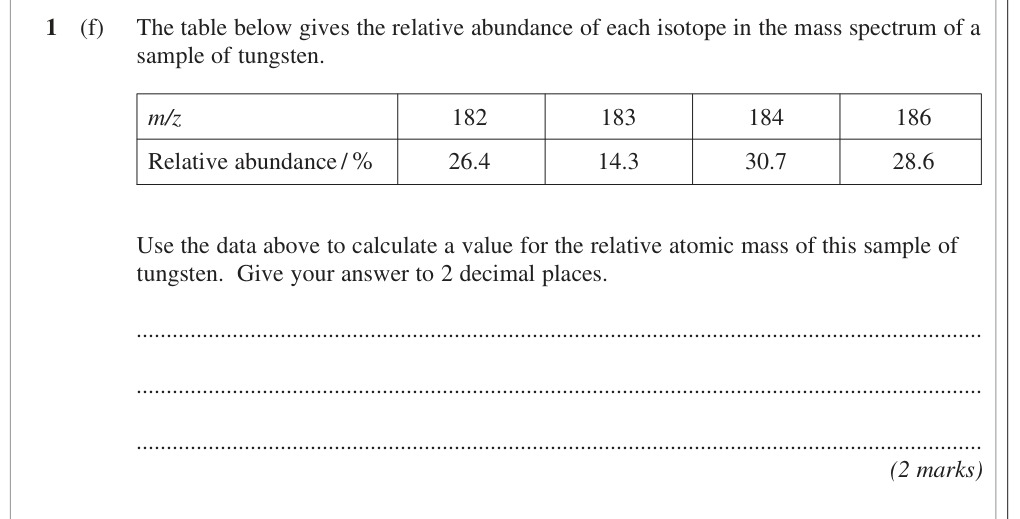 1 (f) The table below gives the relative abundance of each isotope in the mass spectrum of a
sample of tungsten.
m/z 182 183 184 186
Relative abundance / % 26.4 14.3 30.7 28.6
Use the data above to calculate a value for the relative atomic mass of this sample of
tungsten. Give your answer to 2 decimal places.
(2 marks)